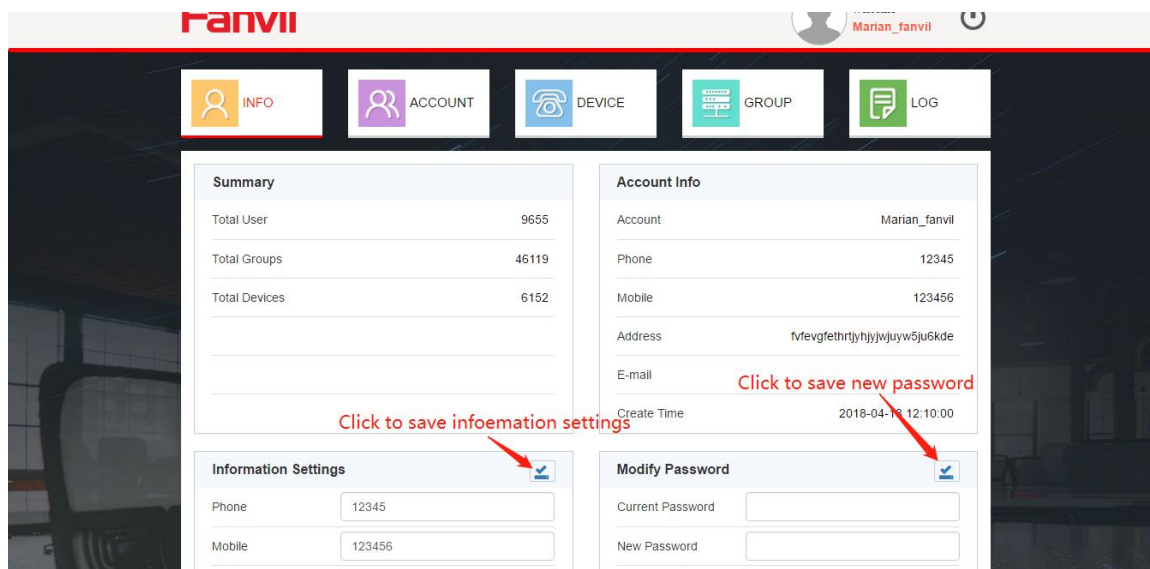 Fanvil
Marian_fanvil
INFO
ACCOUNT
DEVICE
GROUP
LOG
Summary
Total User 9655
Total Groups 46119
Total Devices 6152
Account Info
Account Marian_fanvil
Phone 12345
Mobile 123456
Address fvfevgfethrtjyhjyjwjuyw5ju6kde
E-mail
Click to save new password
Create Time 2018-04-18 12:10:00
Click to save infoemation settings
Information Settings
Phone 12345
Mobile 123456
Modify Password
Current Password
New Password